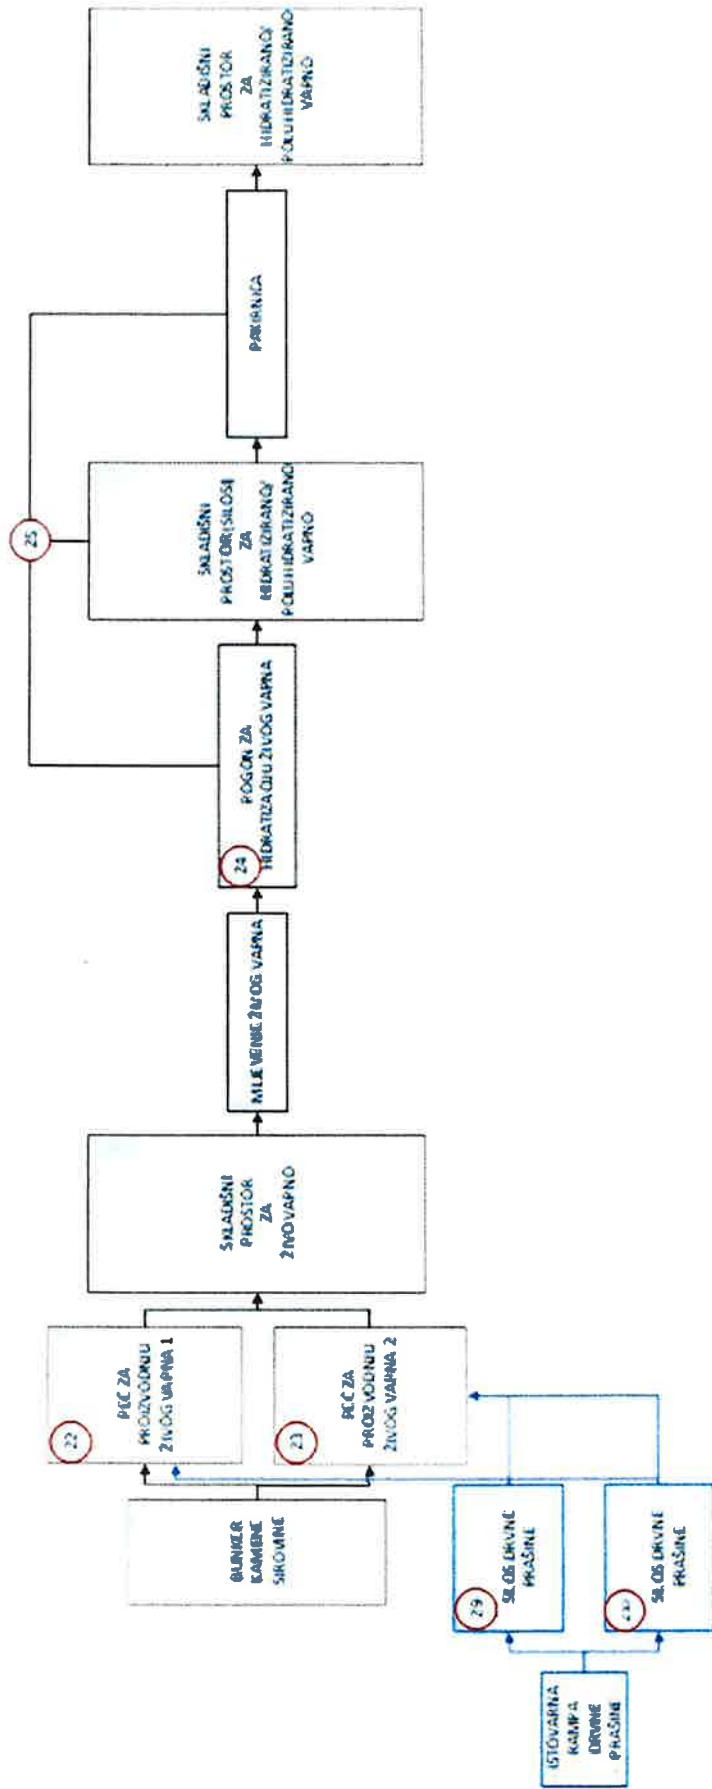 BUNKER
KAMENE
SIROVINE
22
PEĆ ZA
PROIZVODNJU
ŽIVOG VAPNA 1
23
PEĆ ZA
PROIZVODNJU
ŽIVOG VAPNA 2
ISTOVARNA
RAMPA
DRVNE
PRAŠINE
29
SILOS DRVNE
PRAŠINE
SILOS DRVNE
PRAŠINE
SKLADIŠNI
PROSTOR
ZA
ŽIVO VAPNO
MLJEVENJE ŽIVOG VAPNA
24
POGON ZA
HIDRATIZACIJU ŽIVOG VAPNA
25
SKLADIŠNI
PROSTOR(SILOSI)
ZA
HIDRATIZIRANO/
POLUHIDRATIZIRANO
VAPNO
PAKIRNICA
SKLADIŠNI
PROSTOR
ZA
HIDRATIZIRANO/
POLUHIDRATIZIRANO
VAPNO